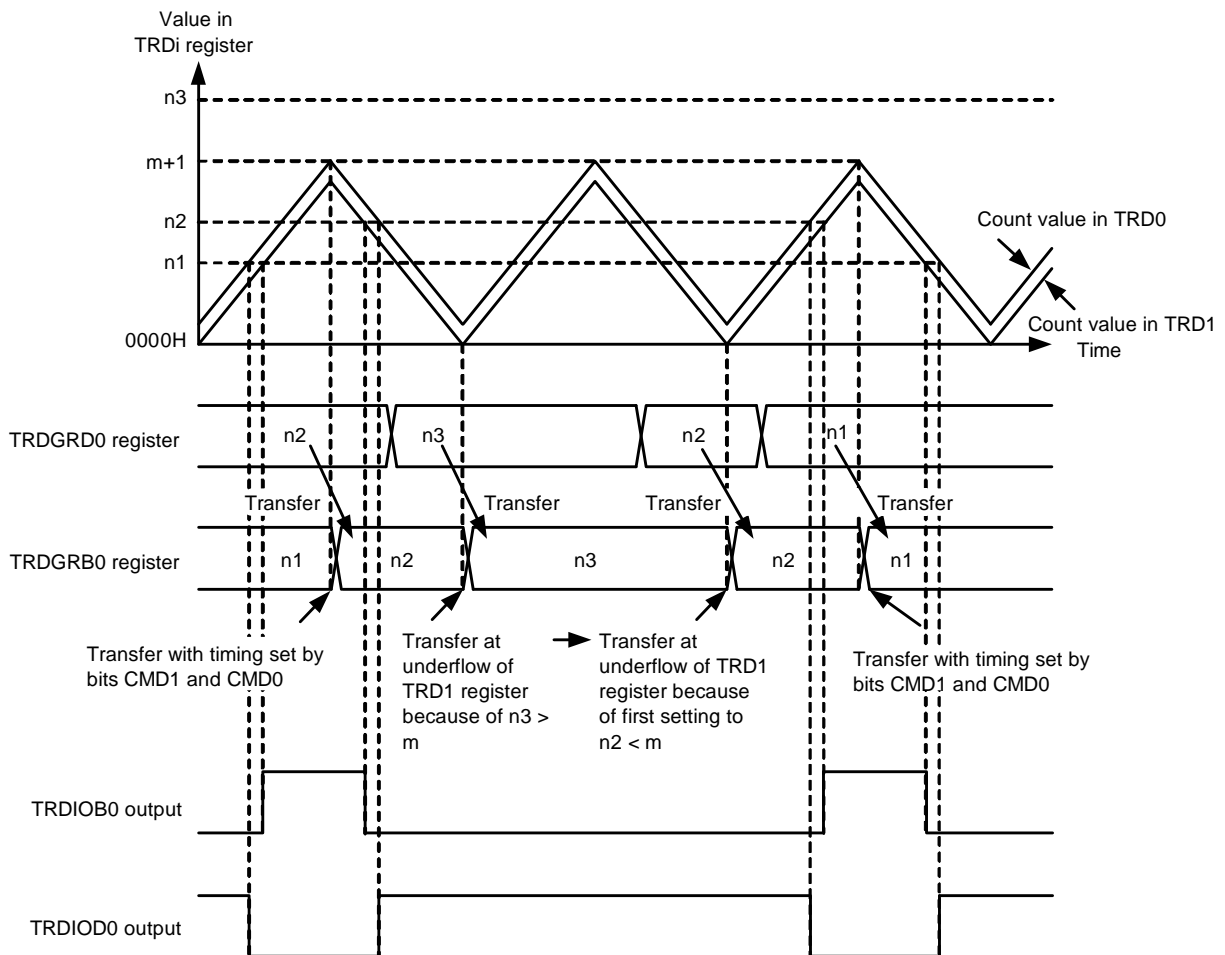 Value in
TRDi register
n3
m+1
n2
n1
0000H
Count value in TRD0
Count value in TRD1
Time
TRDGRD0 register
n2
n3
n2
n1
Transfer
Transfer
Transfer
Transfer
TRDGRB0 register
n1
n2
n3
n2
n1
Transfer with timing set by
bits CMD1 and CMD0
Transfer at
underflow of
TRD1 register
because of n3 >
m
Transfer at
underflow of TRD1
register because
of first setting to
n2 < m
Transfer with timing set by
bits CMD1 and CMD0
TRDIOB0 output
TRDIOD0 output